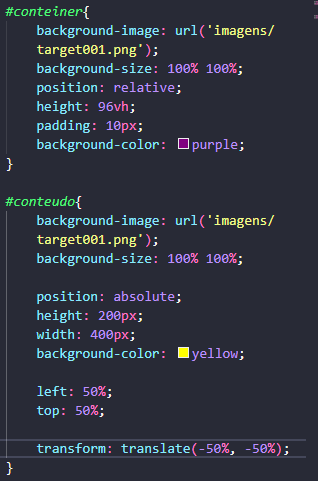 #conteiner{
background-image: url('imagens/
target001.png');
background-size: 100% 100%;
position: relative;
height: 96vh;
padding: 10px;
background-color: purple;
}
#conteudo{
background-image: url('imagens/
target001.png');
background-size: 100% 100%;
position: absolute;
height: 200px;
width: 400px;
background-color: yellow;
left: 50%;
top: 50%;
transform: translate(-50%, -50%);
}